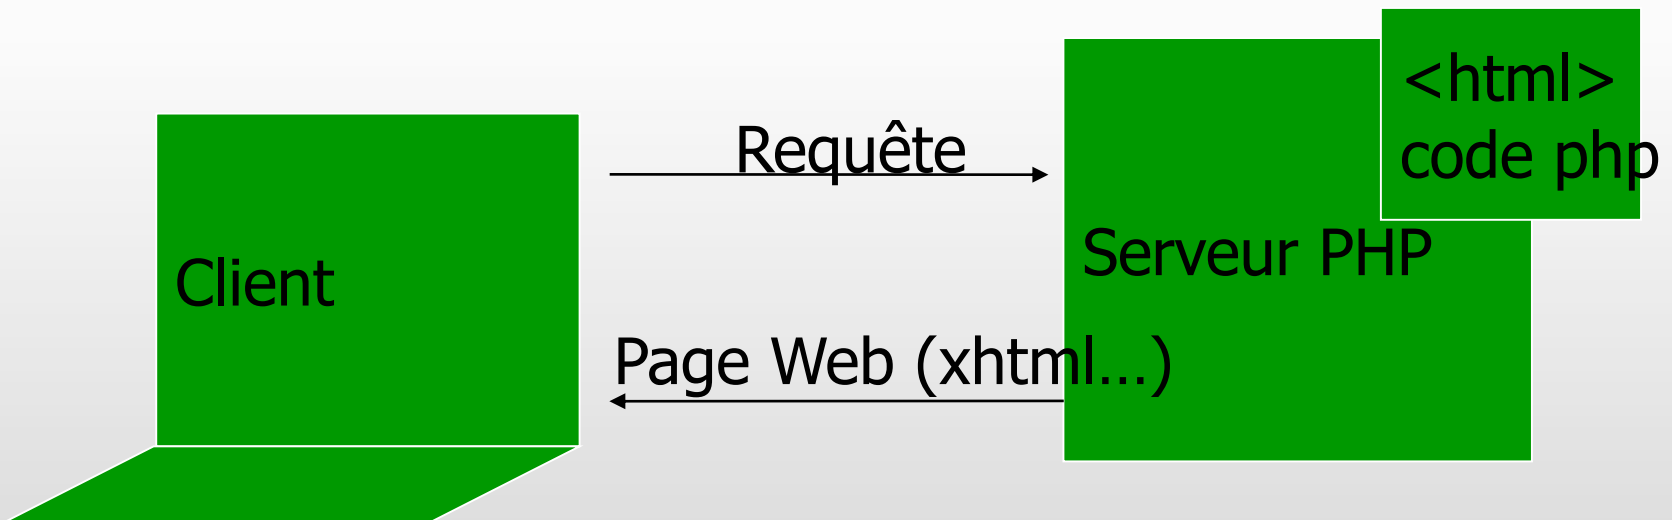 <html>
code php
Requête
Serveur PHP
Client
Page Web (xhtml…)